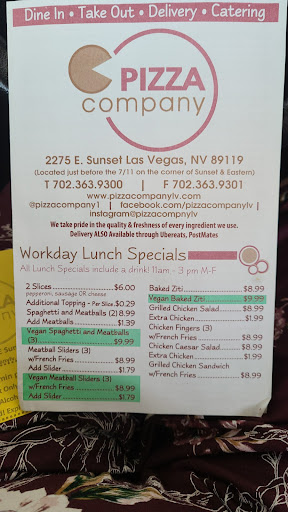 Dine In • Take Out • Delivery • Catering
PIZZA
company
2275 E. Sunset Las Vegas, NV 89119
(Located just before the 7/11 on the corner of Sunset & Eastern)
T 702.363.9300 | F 702.363.9301
www.pizzacompanylv.com
@pizzacompany1 | facebook.com/pizzacompanylv |
instagram@pizzacompnylv
We take pride in the quality & freshness of every ingredient we use.
Delivery ALSO Available through Ubereats, PostMates
Workday Lunch Specials
All Lunch Specials include a drink! 11am - 3 pm M-F
2 Slices $6.00
pepperoni, sausage OR cheese
Additional Topping - Per Slice .$0.29
Spaghetti and Meatballs (2) 8.99
Add Meatballs $1.39
Vgan Spaghetti and Meatballs
(3) $9.99
Meatball Sliders (3)
w/French Fries $8.99
Add Slider $1.79
Vegan Meatball Sliders (3)
w/French Fries $8.99
Add Slider $1.79
Baked Ziti $8.99
Vegan Baked Ziti $9.99
Grilled Chicken Salad $8.99
Extra Chicken $1.99
Chicken Fingers (3)
w/French Fries $8.99
Chicken Caesar Salad $8.99
Extra Chicken $1.99
Grilled Chicken Sandwich
w/French Fries $8.99